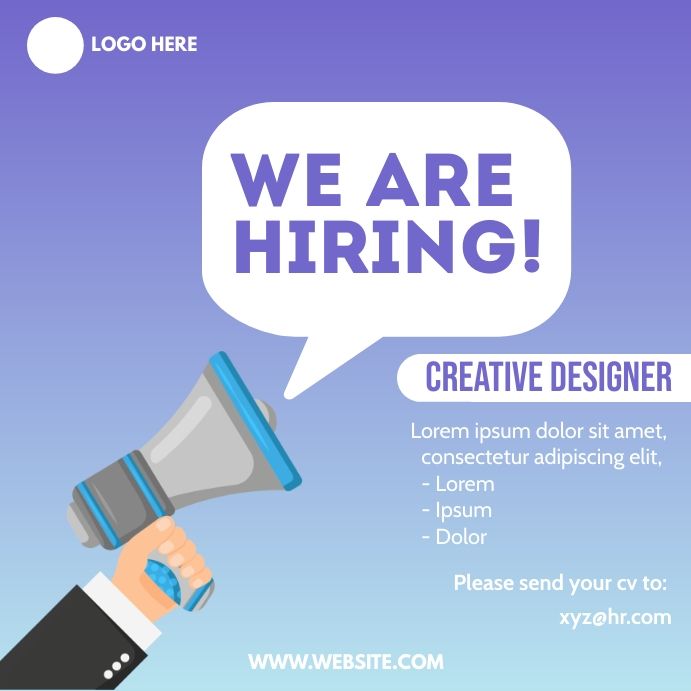 LOGO HERE
WE ARE
HIRING!
CREATIVE DESIGNER
Lorem ipsum dolor sit amet,
consectetur adipiscing elit,
- Lorem
- Ipsum
- Dolor
Please send your cv to:
xyz@hr.com
WWW.WEBSITE.COM